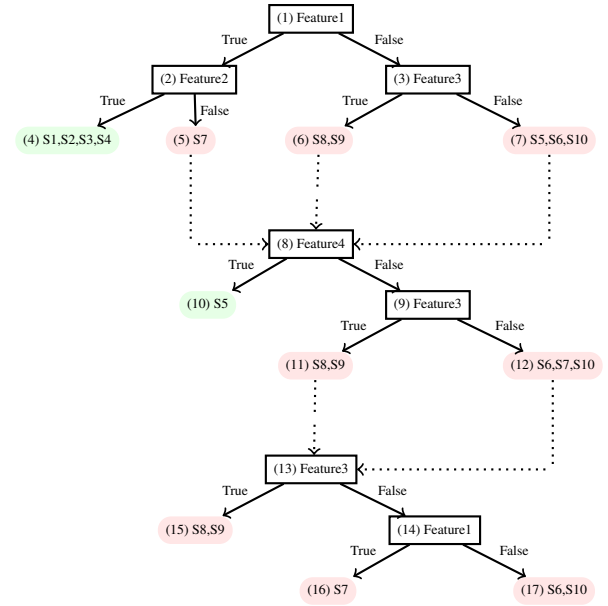 (1) Feature1
True
False
(2) Feature2
(3) Feature3
True
False
True
False
(4) S1,S2,S3,S4
(5) S7
(6) S8,S9
(7) S5,S6,S10
(8) Feature4
True
False
(10) S5
(9) Feature3
True
False
(11) S8,S9
(12) S6,S7,S10
(13) Feature3
True
False
(15) S8,S9
(14) Feature1
True
False
(16) S7
(17) S6,S10